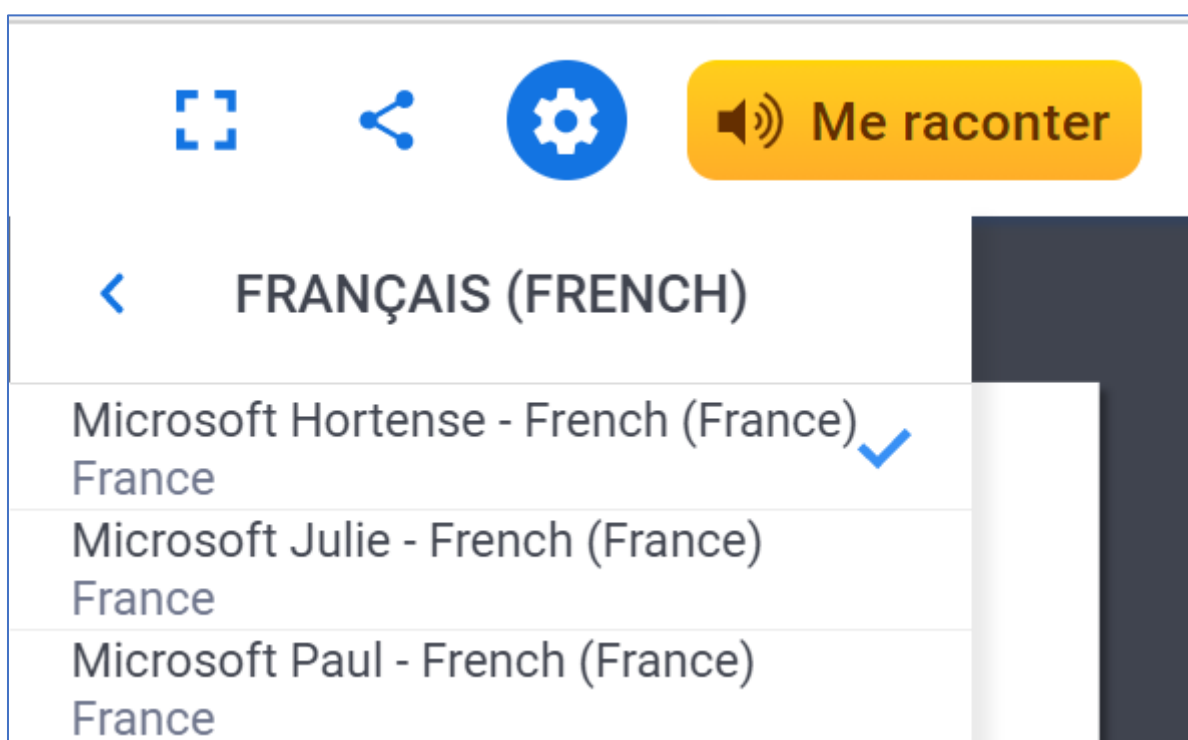 Me raconter
FRANÇAIS (FRENCH)
Microsoft Hortense - French (France)
France
Microsoft Julie - French (France)
France
Microsoft Paul - French (France)
France